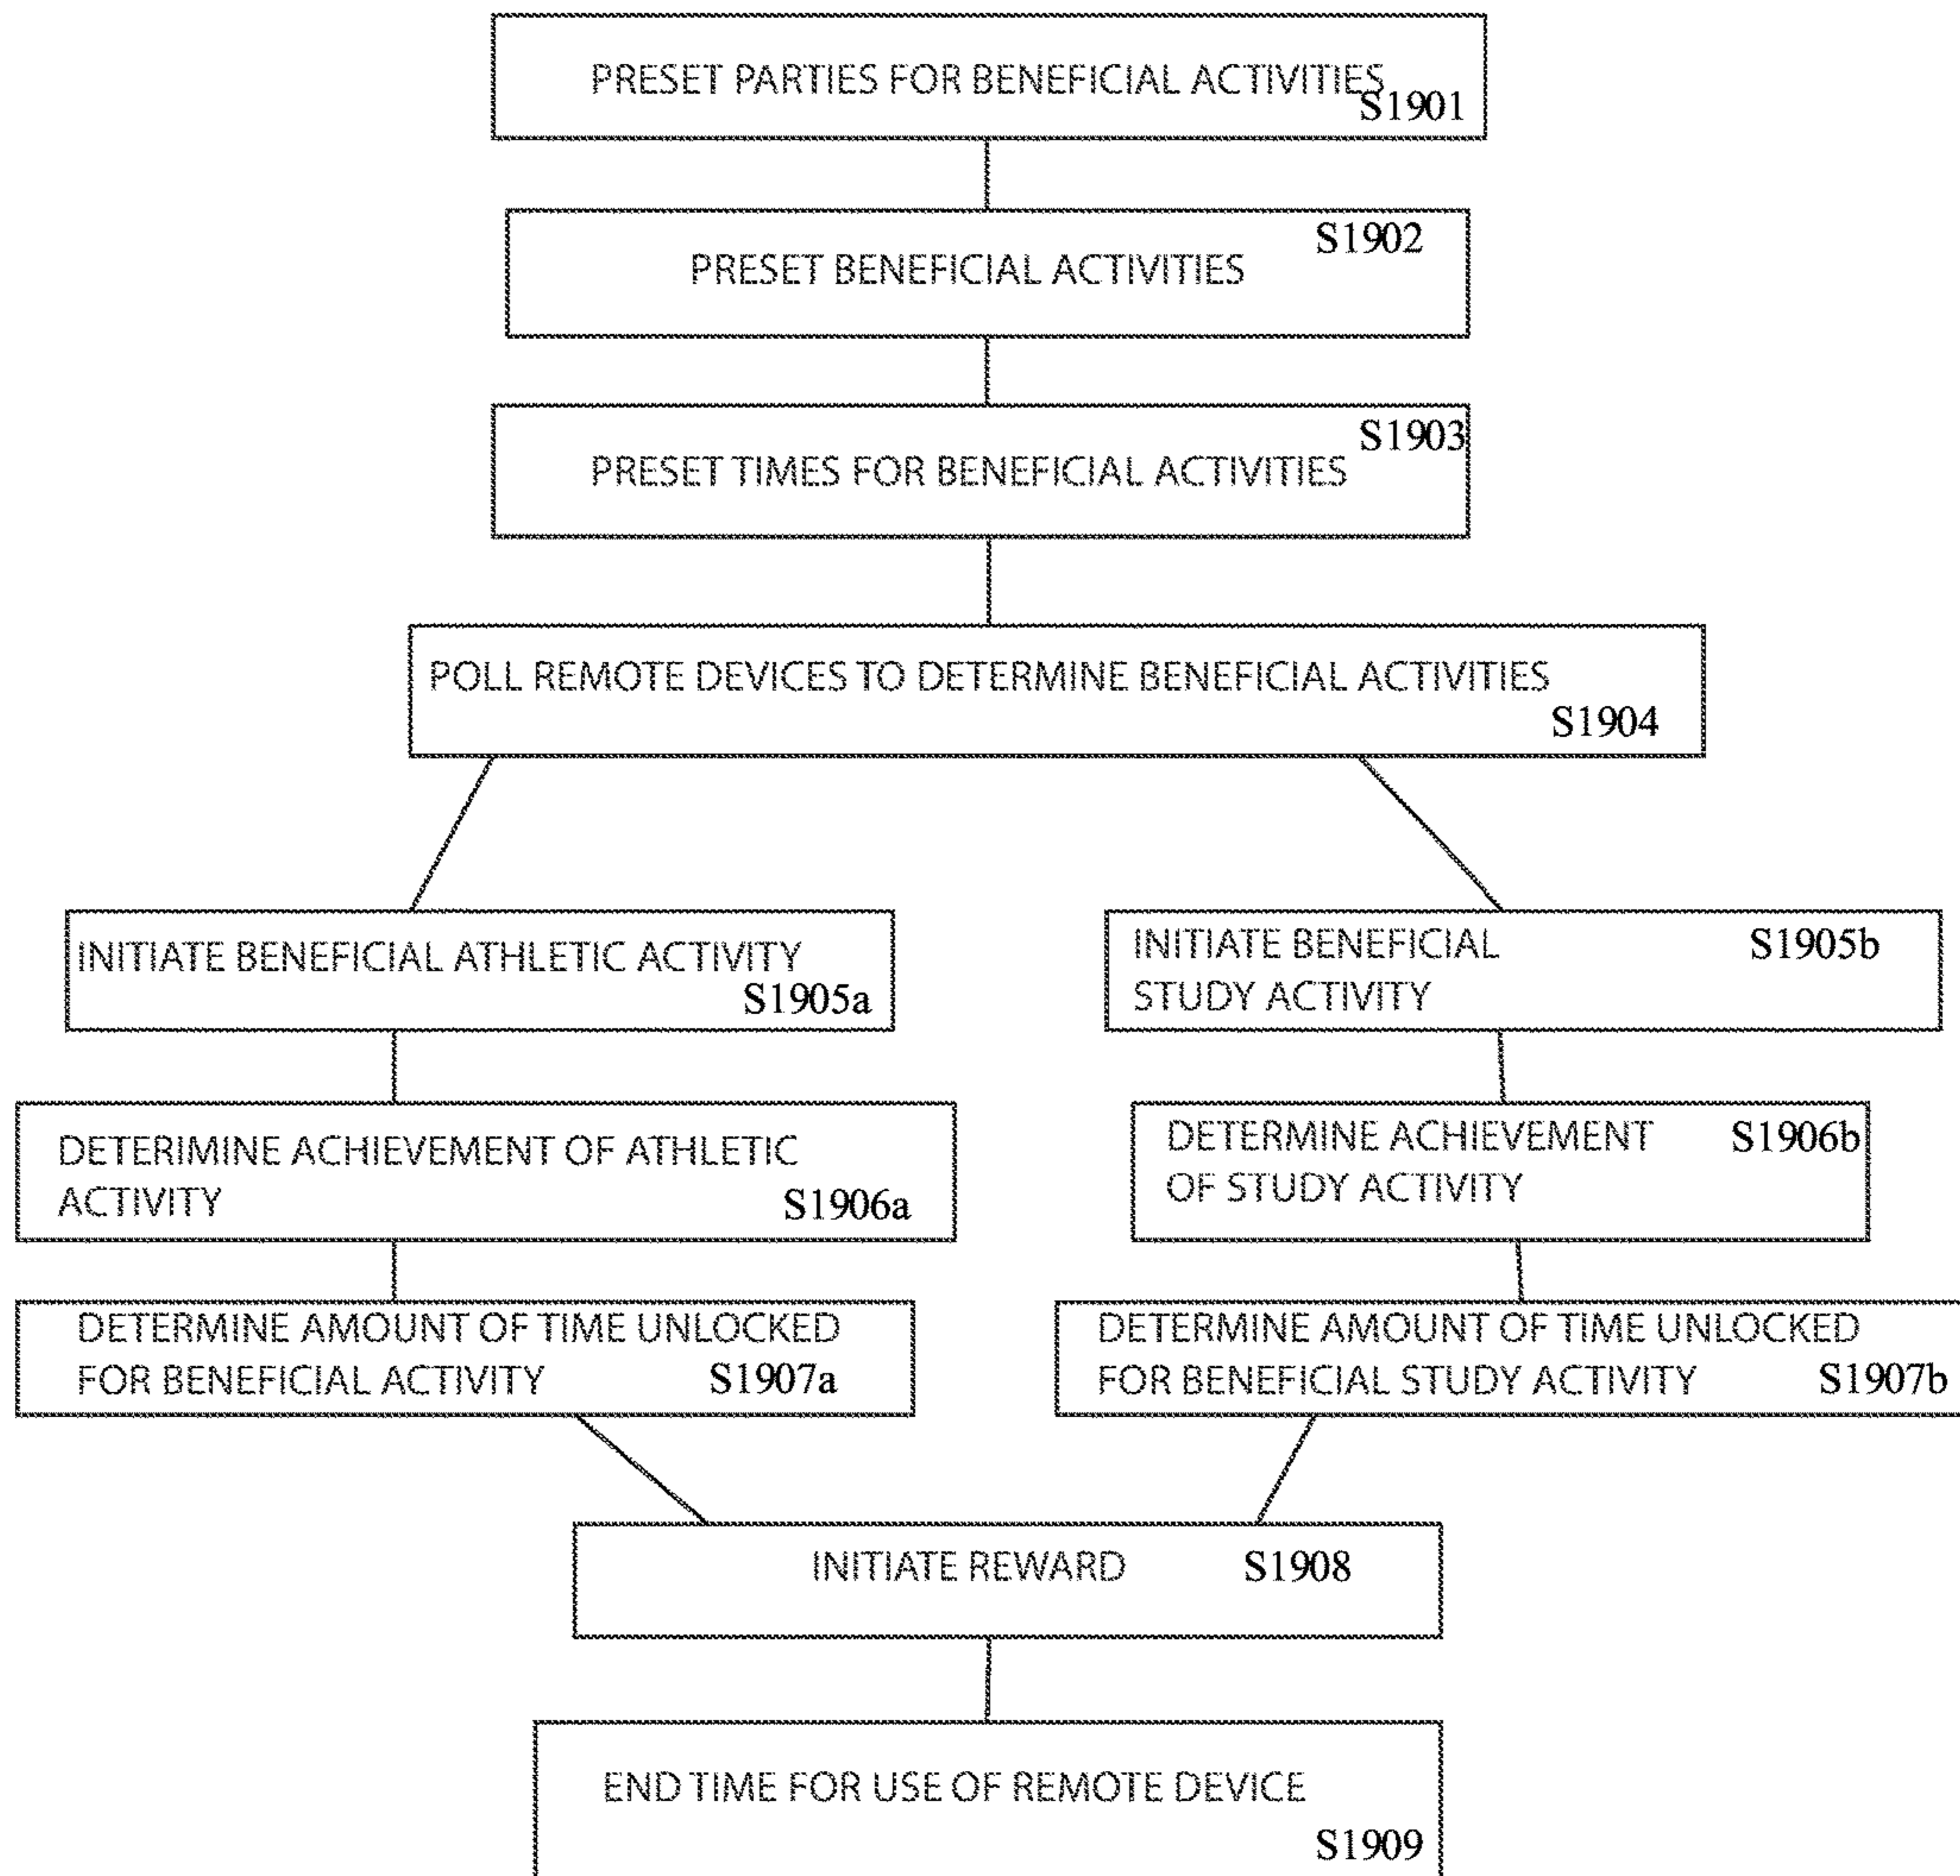 PRESET PARTIES FOR BENEFICIAL ACTIVITIES
S1901
S1902
PRESET BENEFICIAL ACTIVITIES
S1903
PRESET TIMES FOR BENEFICIAL ACTIVITIES
POLL REMOTE DEVICES TO DETERMINE BENEFICIAL ACTIVITIES
S1904
INITIATE BENEFICIAL ATHLETIC ACTIVITY
S1905a
INITIATE BENEFICIAL S1905b
STUDY ACTIVITY
DETERIMINE ACHIEVEMENT OF ATHLETIC
ACTIVITY
S1906a
DETERMINE ACHIEVEMENT S1906b
OF STUDY ACTIVITY
DETERMINE AMOUNT OF TIME UNLOCKED
FOR BENEFICIAL ACTIVITY S1907a
DETERMINE AMOUNT OF TIME UNLOCKED
FOR BENEFICIAL STUDY ACTIVITY S1907b
INITIATE REWARD S1908
END TIME FOR USE OF REMOTE DEVICE
S1909